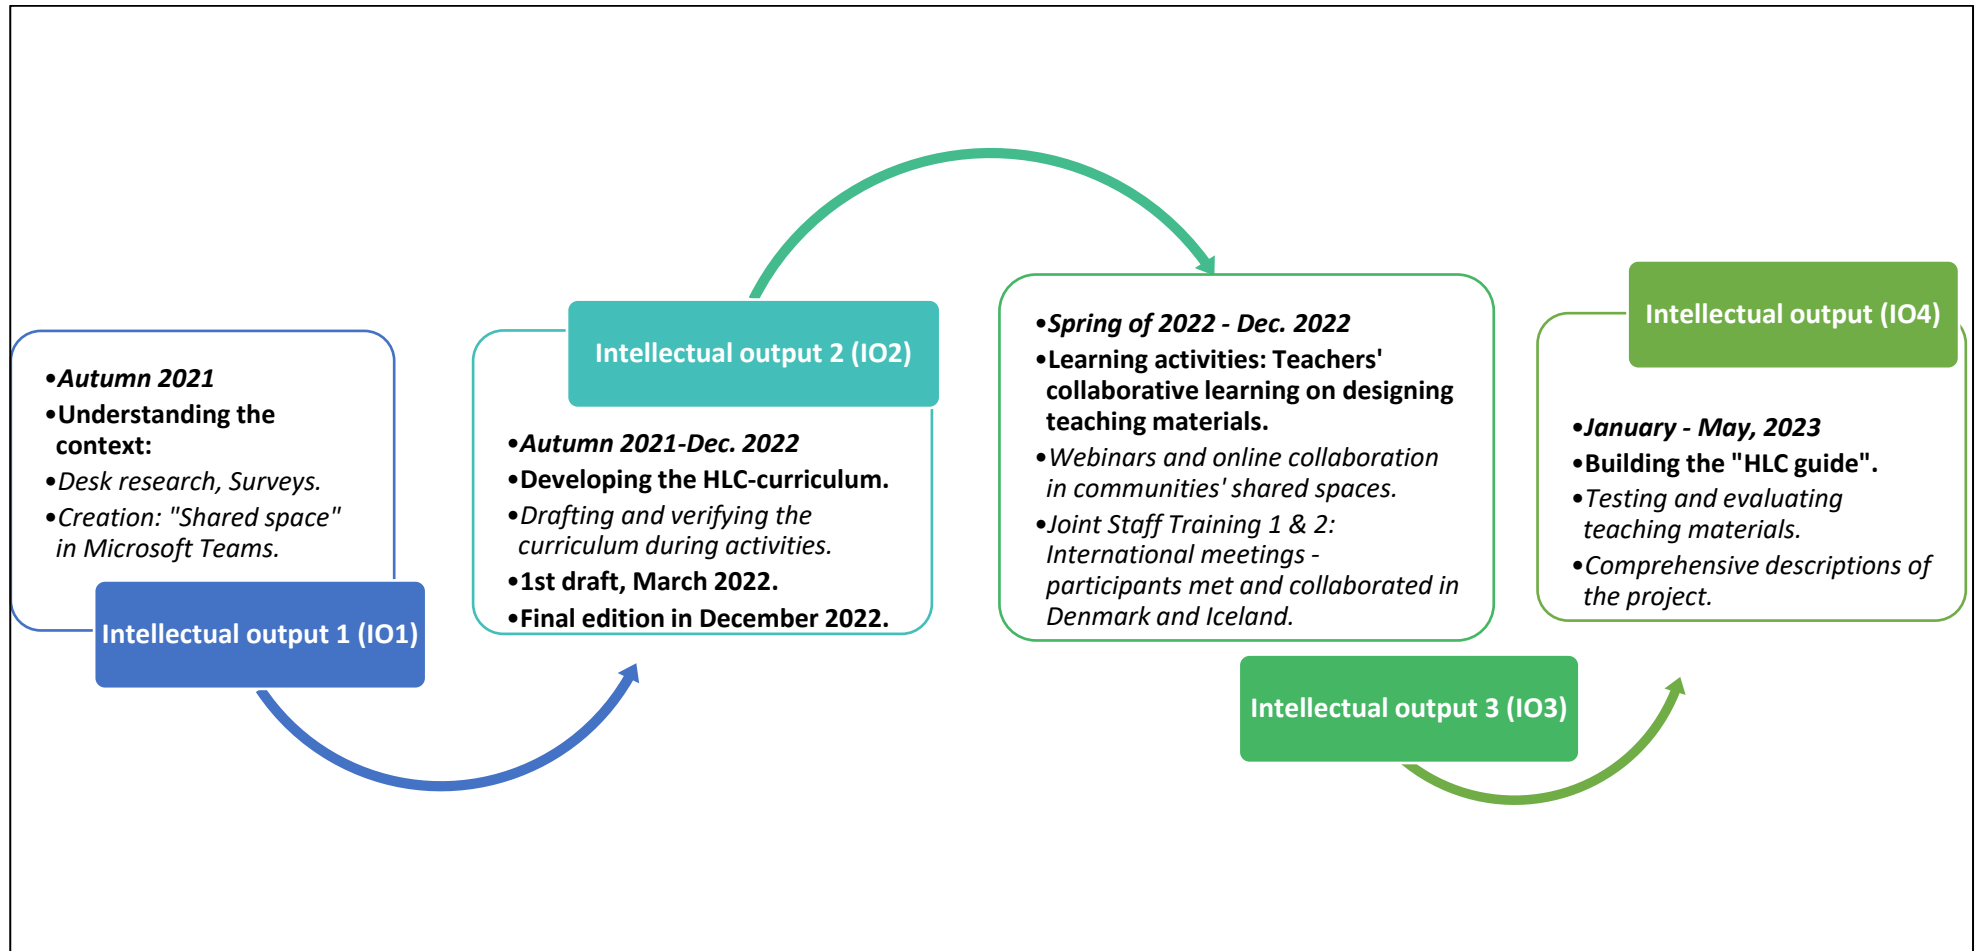 •Autumn 2021
•Understanding the
context:
•Desk research, Surveys.
•Creation: "Shared space"
in Microsoft Teams.
Intellectual output 1 (IO1)
Intellectual output 2 (IO2)
•Autumn 2021-Dec. 2022
•Developing the HLC-curriculum.
•Drafting and verifying the
curriculum during activities.
•1st draft, March 2022.
•Final edition in December 2022.
•Spring of 2022 - Dec. 2022
•Learning activities: Teachers'
collaborative learning on designing
teaching materials.
•Webinars and online collaboration
in communities' shared spaces.
•Joint Staff Training 1 & 2:
International meetings -
participants met and collaborated in
Denmark and Iceland.
Intellectual output 3 (IO3)
Intellectual output (IO4)
•January - May, 2023
•Building the "HLC guide".
•Testing and evaluating
teaching materials.
•Comprehensive descriptions of
the project.